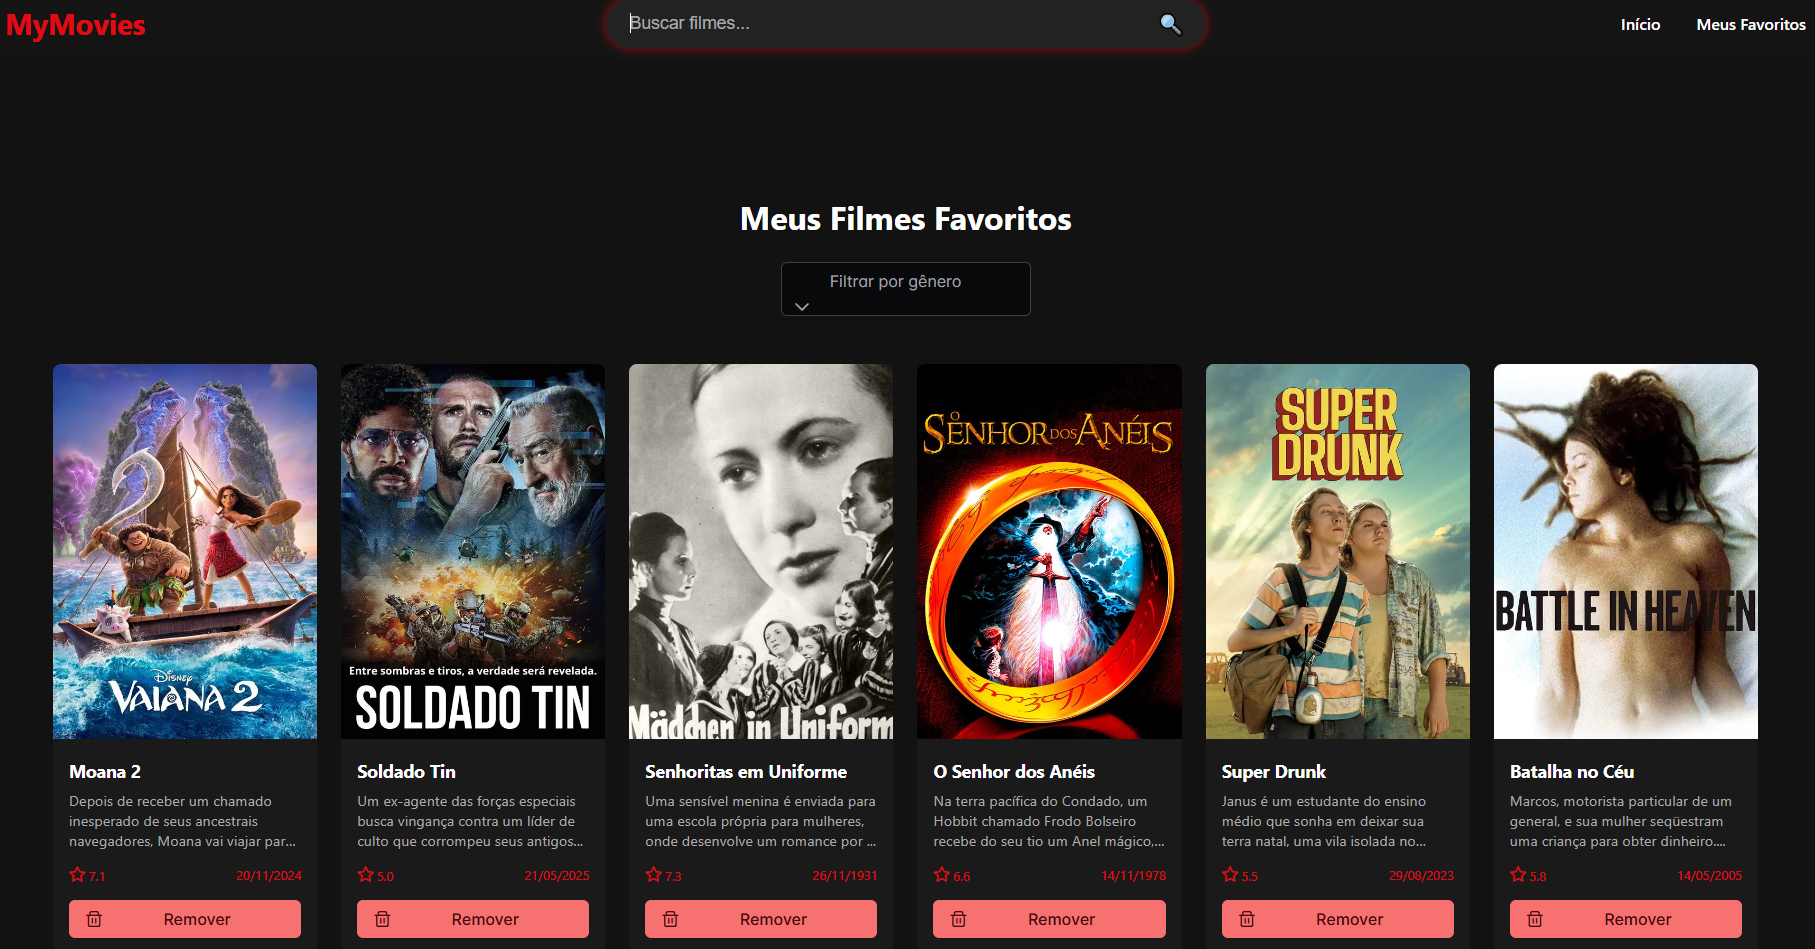 MyMovies
Buscar filmes...
Início
Meus Favoritos
Meus Filmes Favoritos
Filtrar por gênero
2
DISNEY
VAIANA 2
Entre sombras e tiros, a verdade será revelada.
SOLDADO TIN
Mädchen in Uniform
O SENHOR DOS ANÉIS
SUPER
DRUNK
BATTLE IN HEAVEN
Moana 2
Depois de receber um chamado
inesperado de seus ancestrais
navegadores, Moana vai viajar par...
7.1
20/11/2024
Remover
Soldado Tin
Um ex-agente das forças especiais
busca vingança contra um líder de
culto que corrompeu seus antigos...
5.0
21/05/2025
Remover
Senhoritas em Uniforme
Uma sensível menina é enviada para
uma escola própria para mulheres,
onde desenvolve um romance por ...
7.3
26/11/1931
Remover
O Senhor dos Anéis
Na terra pacífica do Condado, um
Hobbit chamado Frodo Bolseiro
recebe do seu tio um Anel mágico,...
6.6
14/11/1978
Remover
Super Drunk
Janus é um estudante do ensino
médio que sonha em deixar sua
terra natal, uma vila isolada no...
5.5
29/08/2023
Remover
Batalha no Céu
Marcos, motorista particular de um
general, e sua mulher seqüestram
uma criança para obter dinheiro....
5.8
14/05/2005
Remover